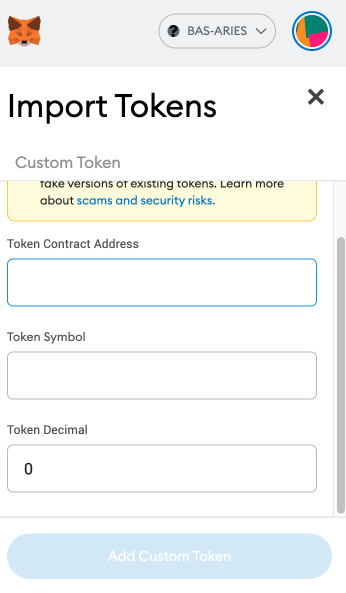 BAS-ARIES
Import Tokens
Custom Token
fake versions of existing tokens. Learn more
about scams and security risks.
Token Contract Address
Token Symbol
Token Decimal
0
Add Custom Token